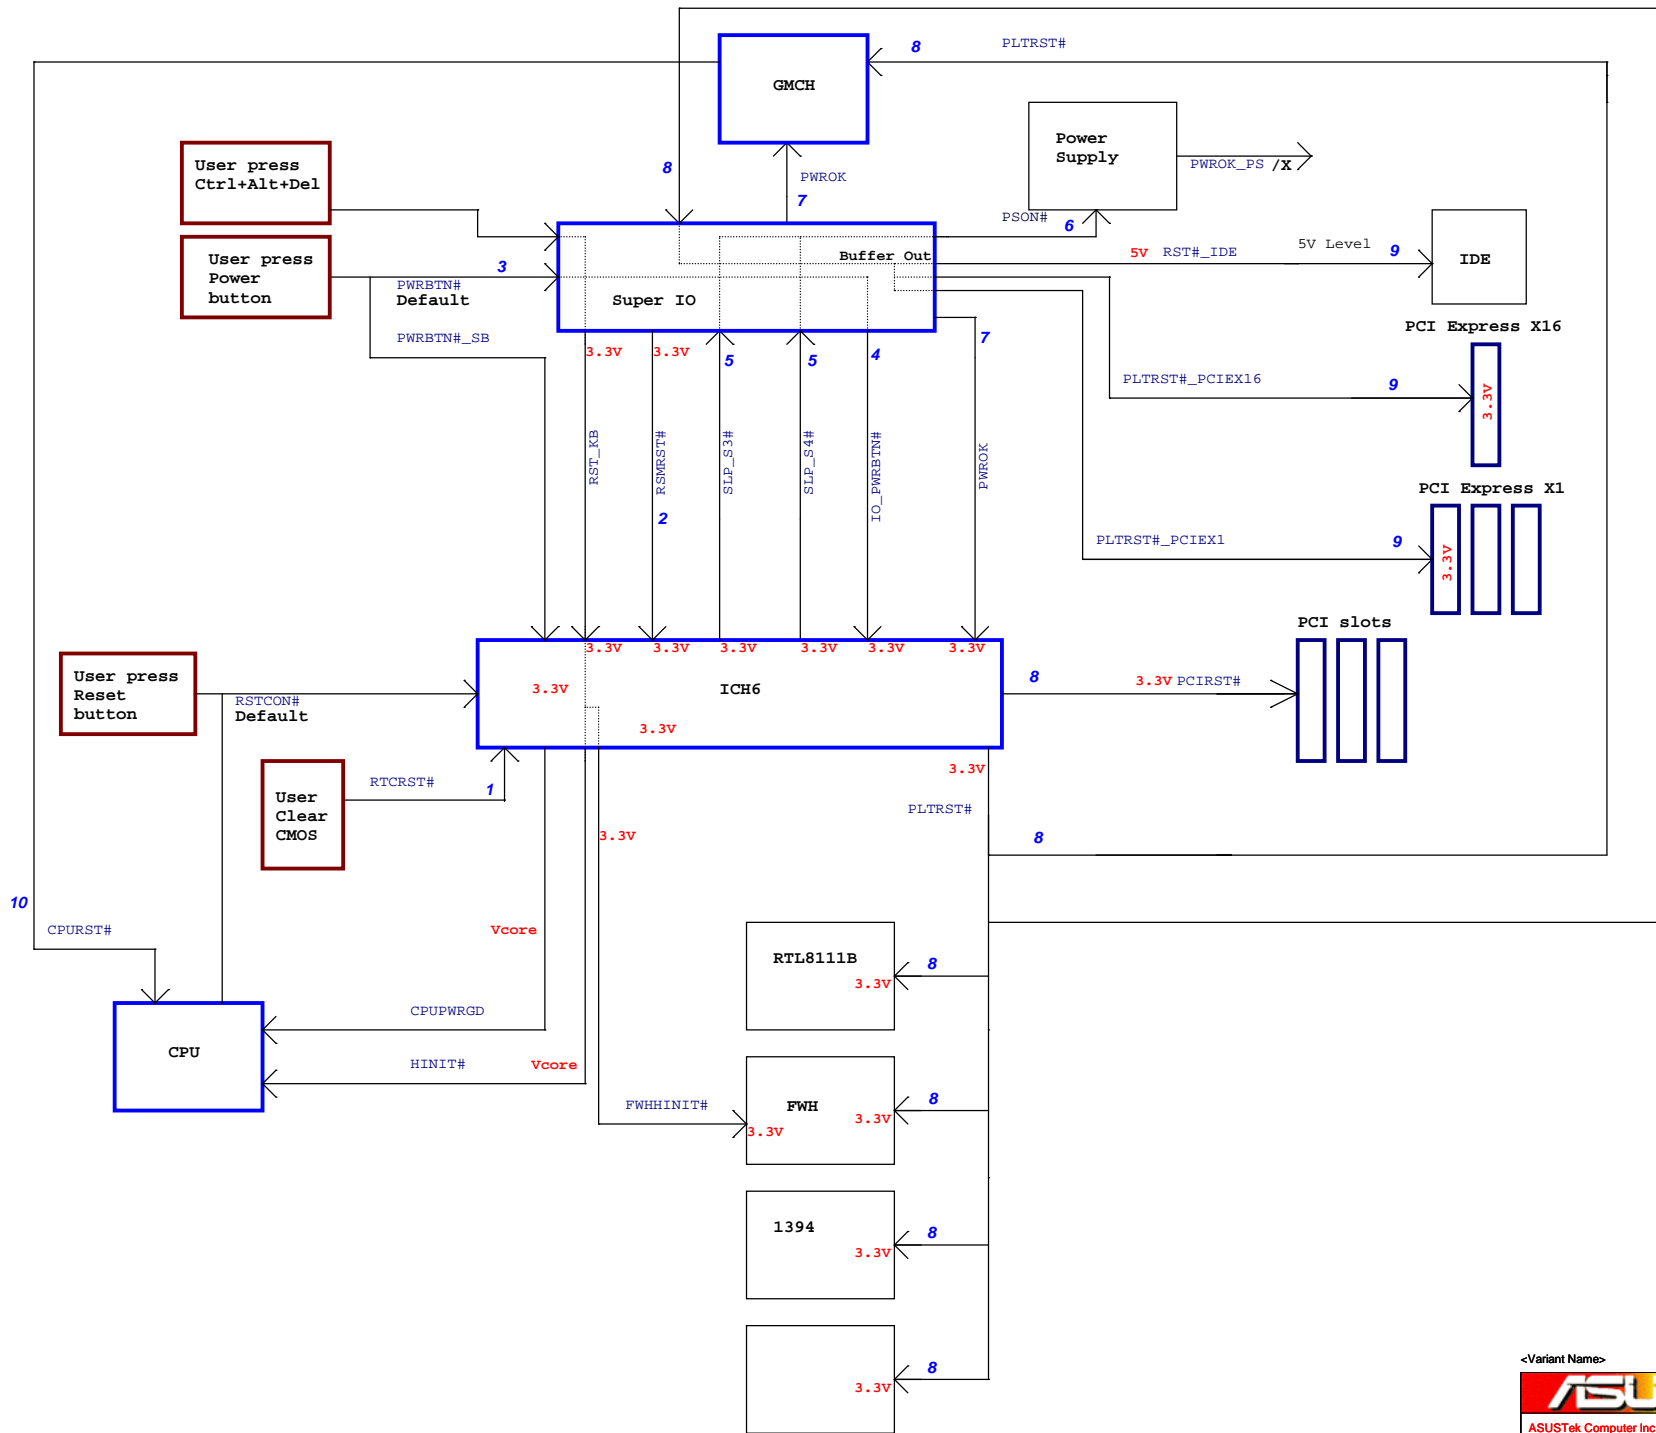 8
PLTRST#
GMCH
Power
Supply
PWROK_PS /X
User press
Ctrl+Alt+Del
8
PWROK
7
PSON#
6
User press
Power
button
3
PWRBTN#
Default
PWRBTN#_SB
Buffer Out
Super IO
5V RST#_IDE
5V Level
9
IDE
PCI Express X16
3.3V
3.3V
5
5
4
7
PLTRST#_PCIEX16
9
3.3V
RST_KB
RSMRST#
2
SLP_S3#
SLP_S4#
IO_PWRBTN#
PWROK
PCI Express X1
PLTRST#_PCIEX1
9
3.3V
PCI slots
3.3V
3.3V
3.3V
3.3V
3.3V
3.3V
User press
Reset
button
RSTCON#
Default
3.3V
ICH6
3.3V
8
3.3V PCIRST#
User
Clear
CMOS
RTCRST#
1
3.3V
PLTRST#
3.3V
8
10
CPURST#
Vcore
RTL8111B
3.3V
8
CPUPWRGD
CPU
HINIT#
Vcore
FWHHINIT#
FWH
3.3V
3.3V
8
1394
3.3V
8
3.3V
8
<Variant Name>
ASU
ASUSTek Computer Inc